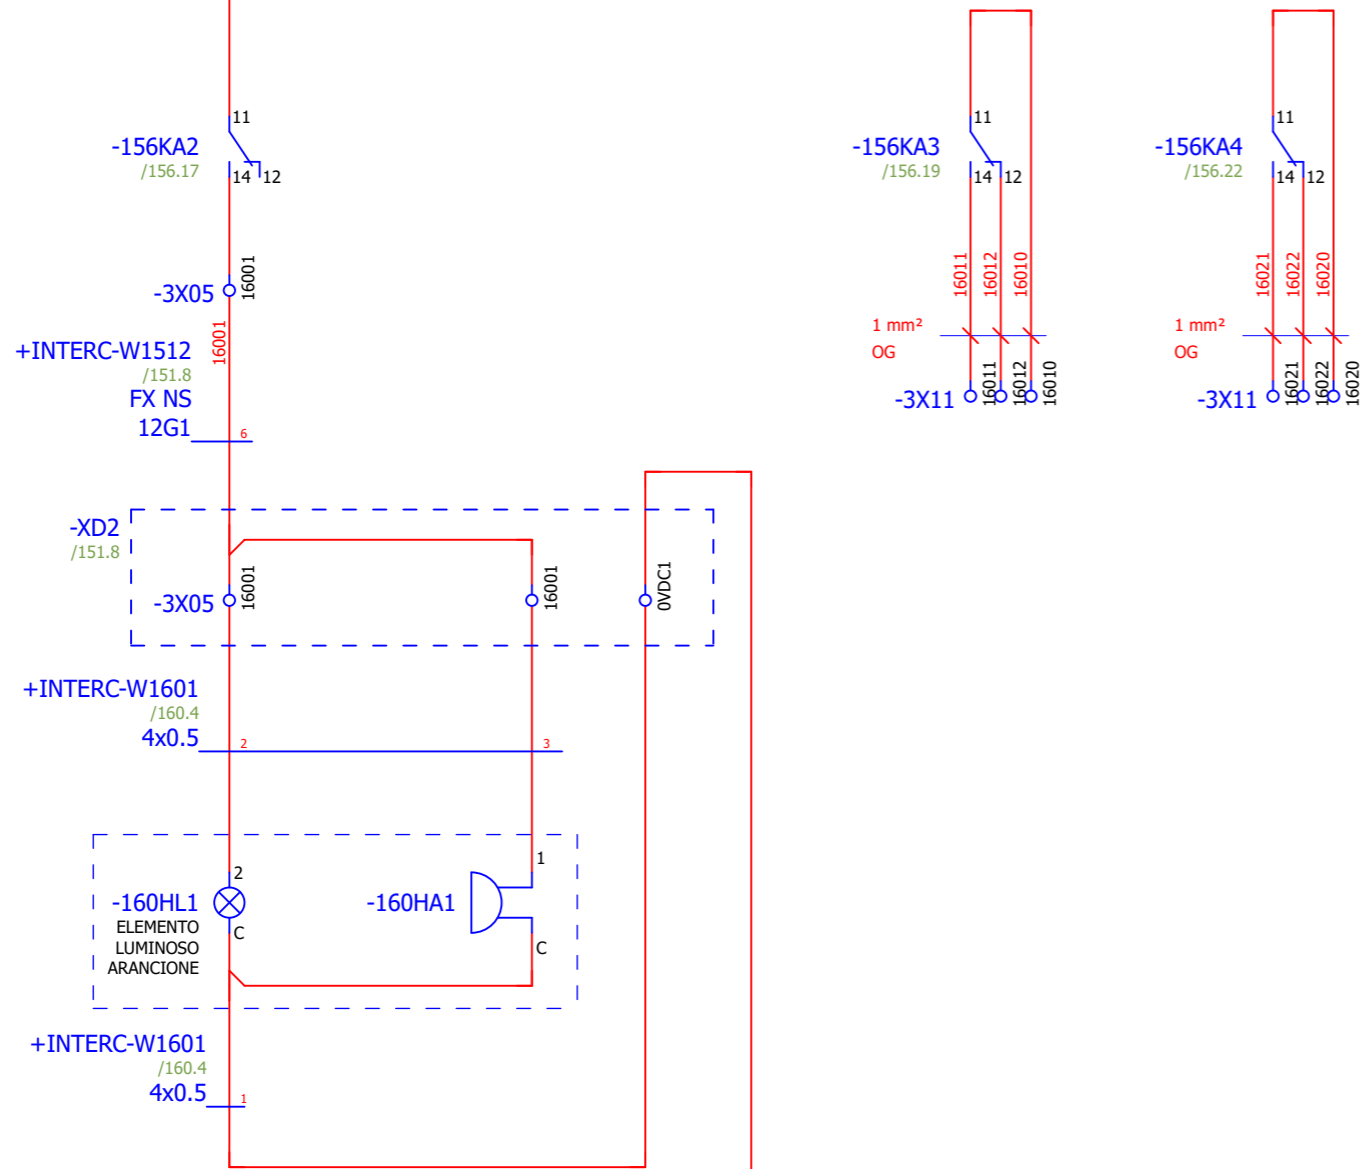 11
-156KA2
/156.17
14
12
-3X05
16001
16001
+INTERC-W1512
/151.8
FX NS
12G1
6
-XD2
/151.8
-3X05
16001
16001
0VDC1
+INTERC-W1601
/160.4
4x0.5
2
3
2
-160HL1
ELEMENTO
LUMINOSO
ARANCIONE
C
1
-160HA1
C
+INTERC-W1601
/160.4
4x0.5
1
11
-156KA3
/156.19
14
12
16011
16012
16010
1 mm²
OG
-3X11
16011
16012
16010
11
-156KA4
/156.22
14
12
16021
16022
16020
1 mm²
OG
-3X11
16021
16022
16020